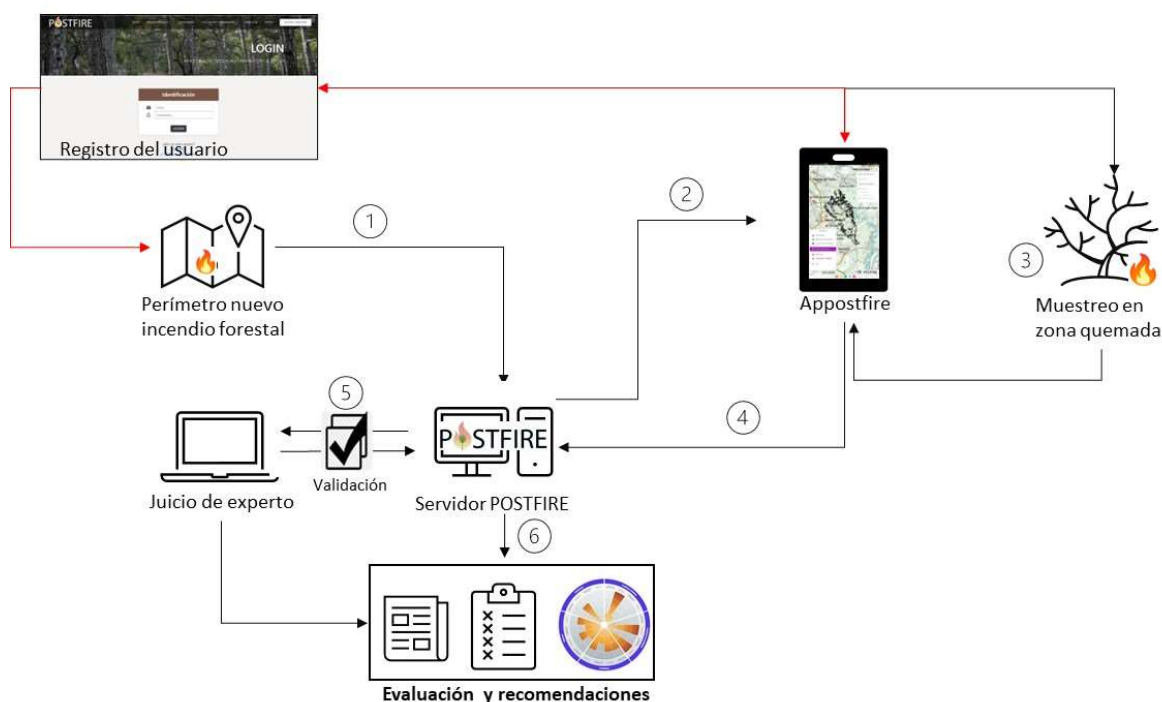 POSTFIRE
LOGIN
Identificación
Registro del usuario
1
2
3
Perímetro nuevo
incendio forestal
Appostfire
Muestreo en
zona quemada
5
4
POSTFIRE
Validación
Juicio de experto
Servidor POSTFIRE
6
Evaluación y recomendaciones